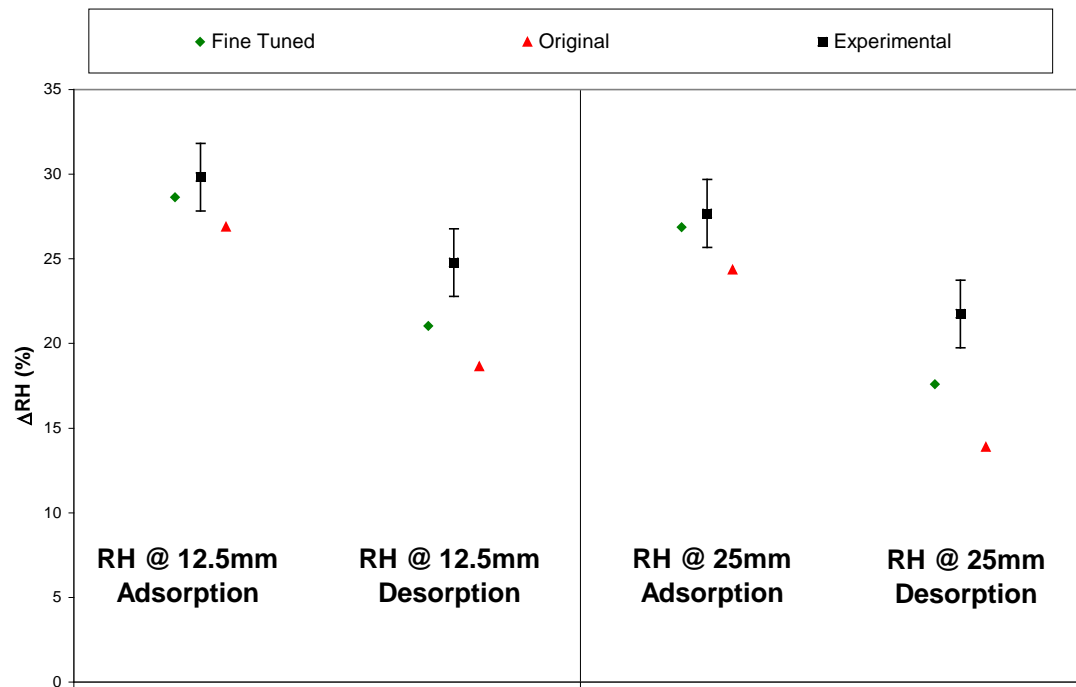 Fine Tuned Original Experimental
35
30
25
20
15
10
5
0
ΔRH (%)
RH @ 12.5mm
Adsorption
RH @ 12.5mm
Desorption
RH @ 25mm
Adsorption
RH @ 25mm
Desorption